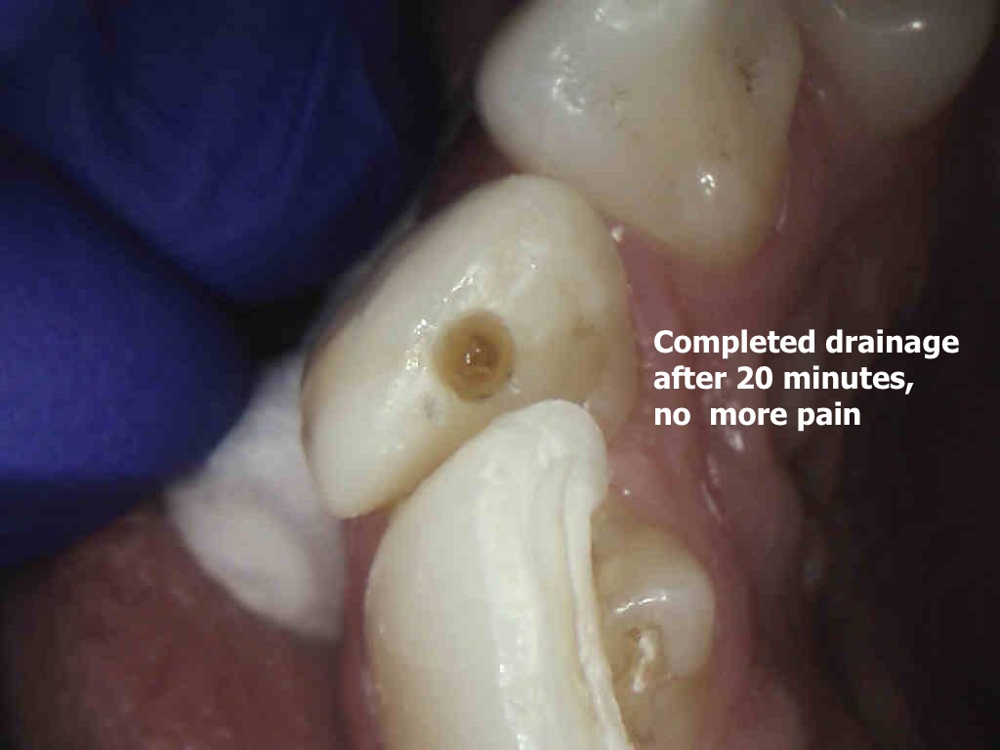 Completed drainage
after 20 minutes,
no  more pain